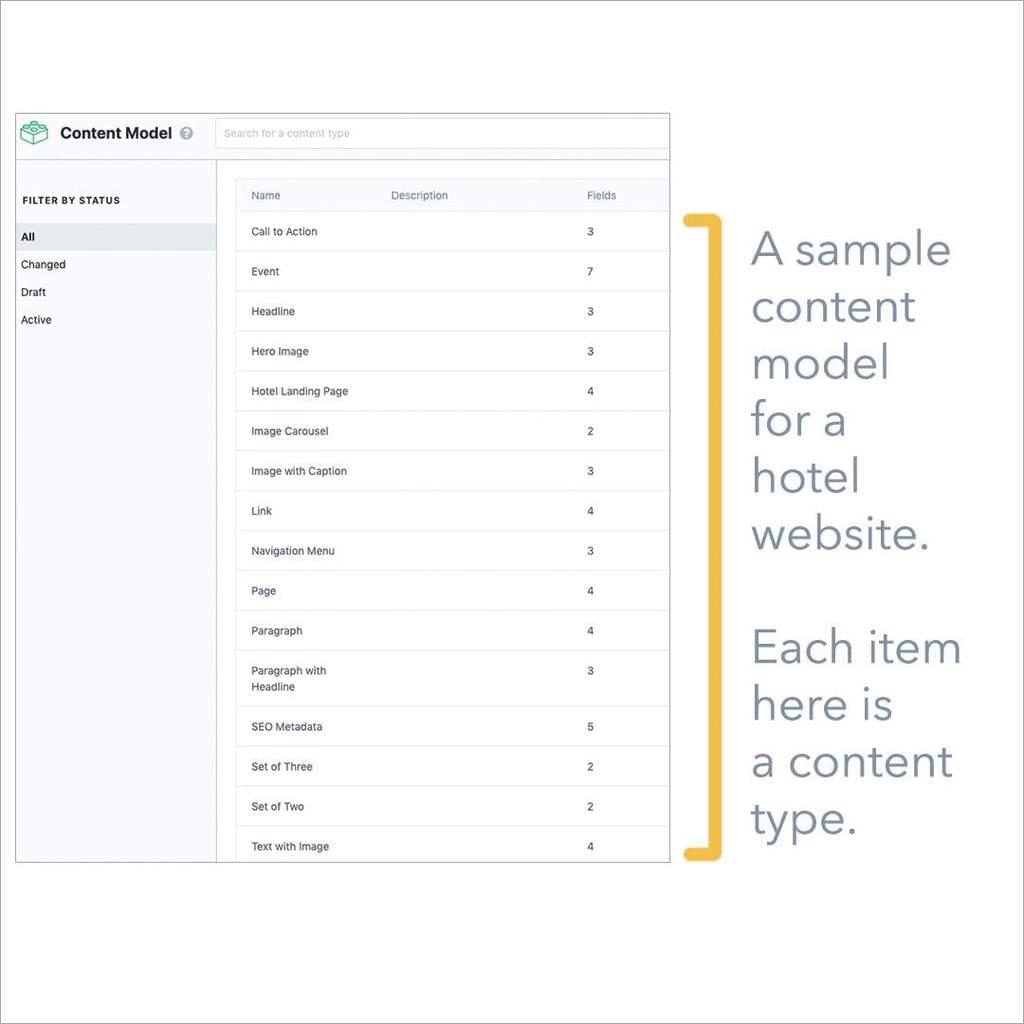 Content Model ?
Search for a content type
FILTER BY STATUS
All
Changed
Draft
Active
Name Description Fields
Call to Action 3
Event 7
Headline 3
Hero Image 3
Hotel Landing Page 4
Image Carousel 2
Image with Caption 3
Link 4
Navigation Menu 3
Page 4
Paragraph 4
Paragraph with 3
Headline
SEO Metadata 5
Set of Three 2
Set of Two 2
Text with Image 4
A sample
content
model
for a
hotel
website.
Each item
here is
a content
type.